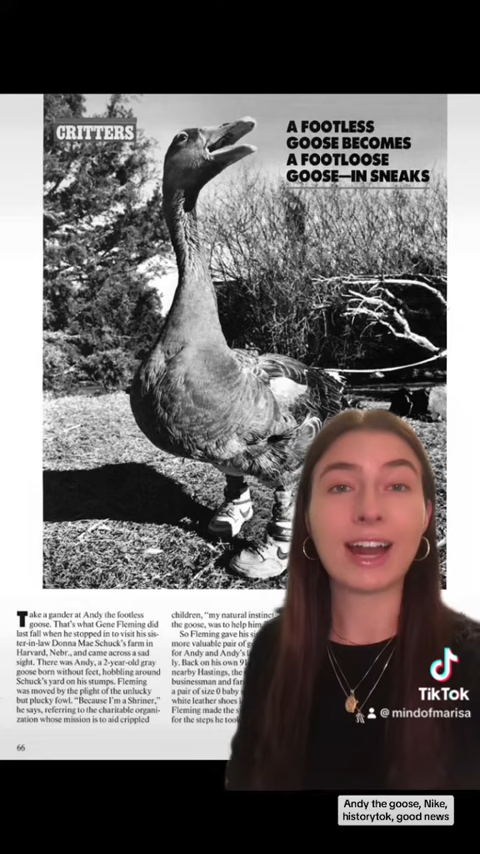 CRITTERS
A FOOTLESS
GOOSE BECOMES
A FOOTLOOSE
GOOSE—IN SNEAKS
Take a gander at Andy the footless
goose. That's what Gene Fleming did
last fall when he stopped in to visit his sis-
ter-in-law Donna Mae Schuck's farm in
Harvard, Nebr., and came across a sad
sight. There was Andy, a 2-year-old gray
goose born without feet, hobbling around
Schuck's yard on his stumps. Fleming
was moved by the plight of the unlucky
but plucky fowl. "Because I'm a Shriner,"
he says, referring to the charitable organi-
zation whose mission is to aid crippled
children, "my natural instinct
the goose, was to help him
So Fleming gave his
more valuable pair of
for Andy and Andy's
ly. Back on his own
nearby Hastings, the
businessman and
a pair of size 0 baby
white leather shoes
Fleming made the
for the steps he took
66
TikTok
@mindofmarisa
Andy the goose, Nike,
historytok, good news